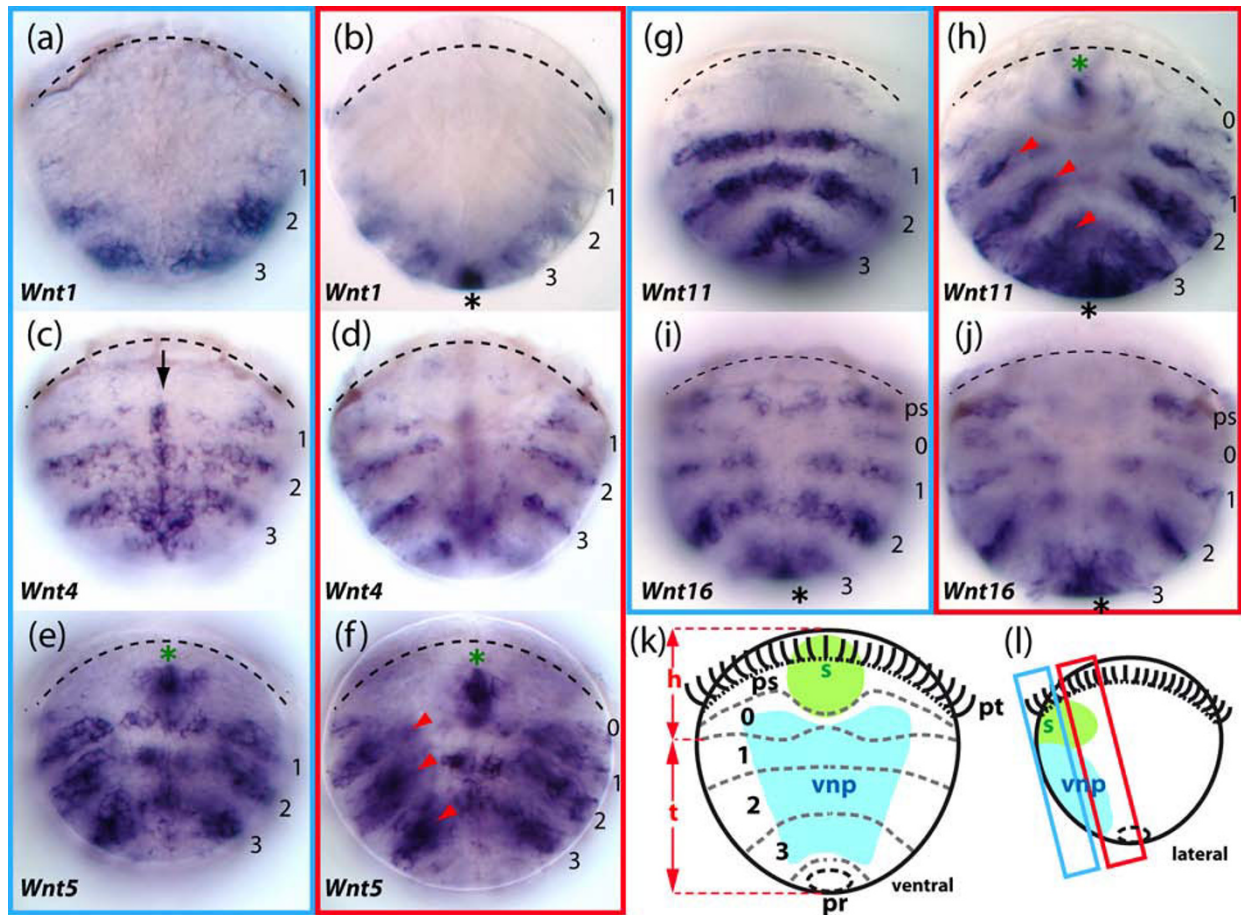 (a)
1
2
3
Wnt1
(b)
1
2
3
Wnt1
*
(c)
1
2
3
Wnt4
(d)
1
2
3
Wnt4
(e)
*
0
1
2
3
Wnt5
(f)
*
0
1
2
3
Wnt5
(g)
1
2
3
Wnt11
(h)
*
0
1
2
3
Wnt11
*
(i)
ps
0
1
2
3
Wnt16
*
(j)
ps
0
1
2
3
Wnt16
*
(k)
h
s
ps
pt
0
1
vnp
t
2
3
ventral
pr
(l)
s
vnp
lateral